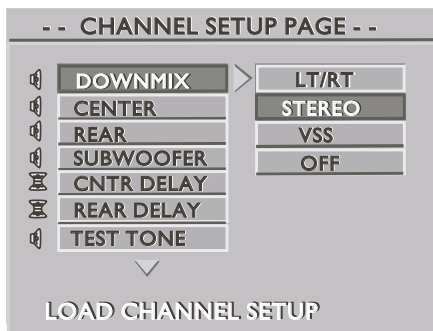 - - CHANNEL SETUP PAGE - -
DOWNMIX
CENTER
REAR
SUBWOOFER
CNTR DELAY
REAR DELAY
TEST TONE
LT/RT
STEREO
VSS
OFF
LOAD CHANNEL SETUP